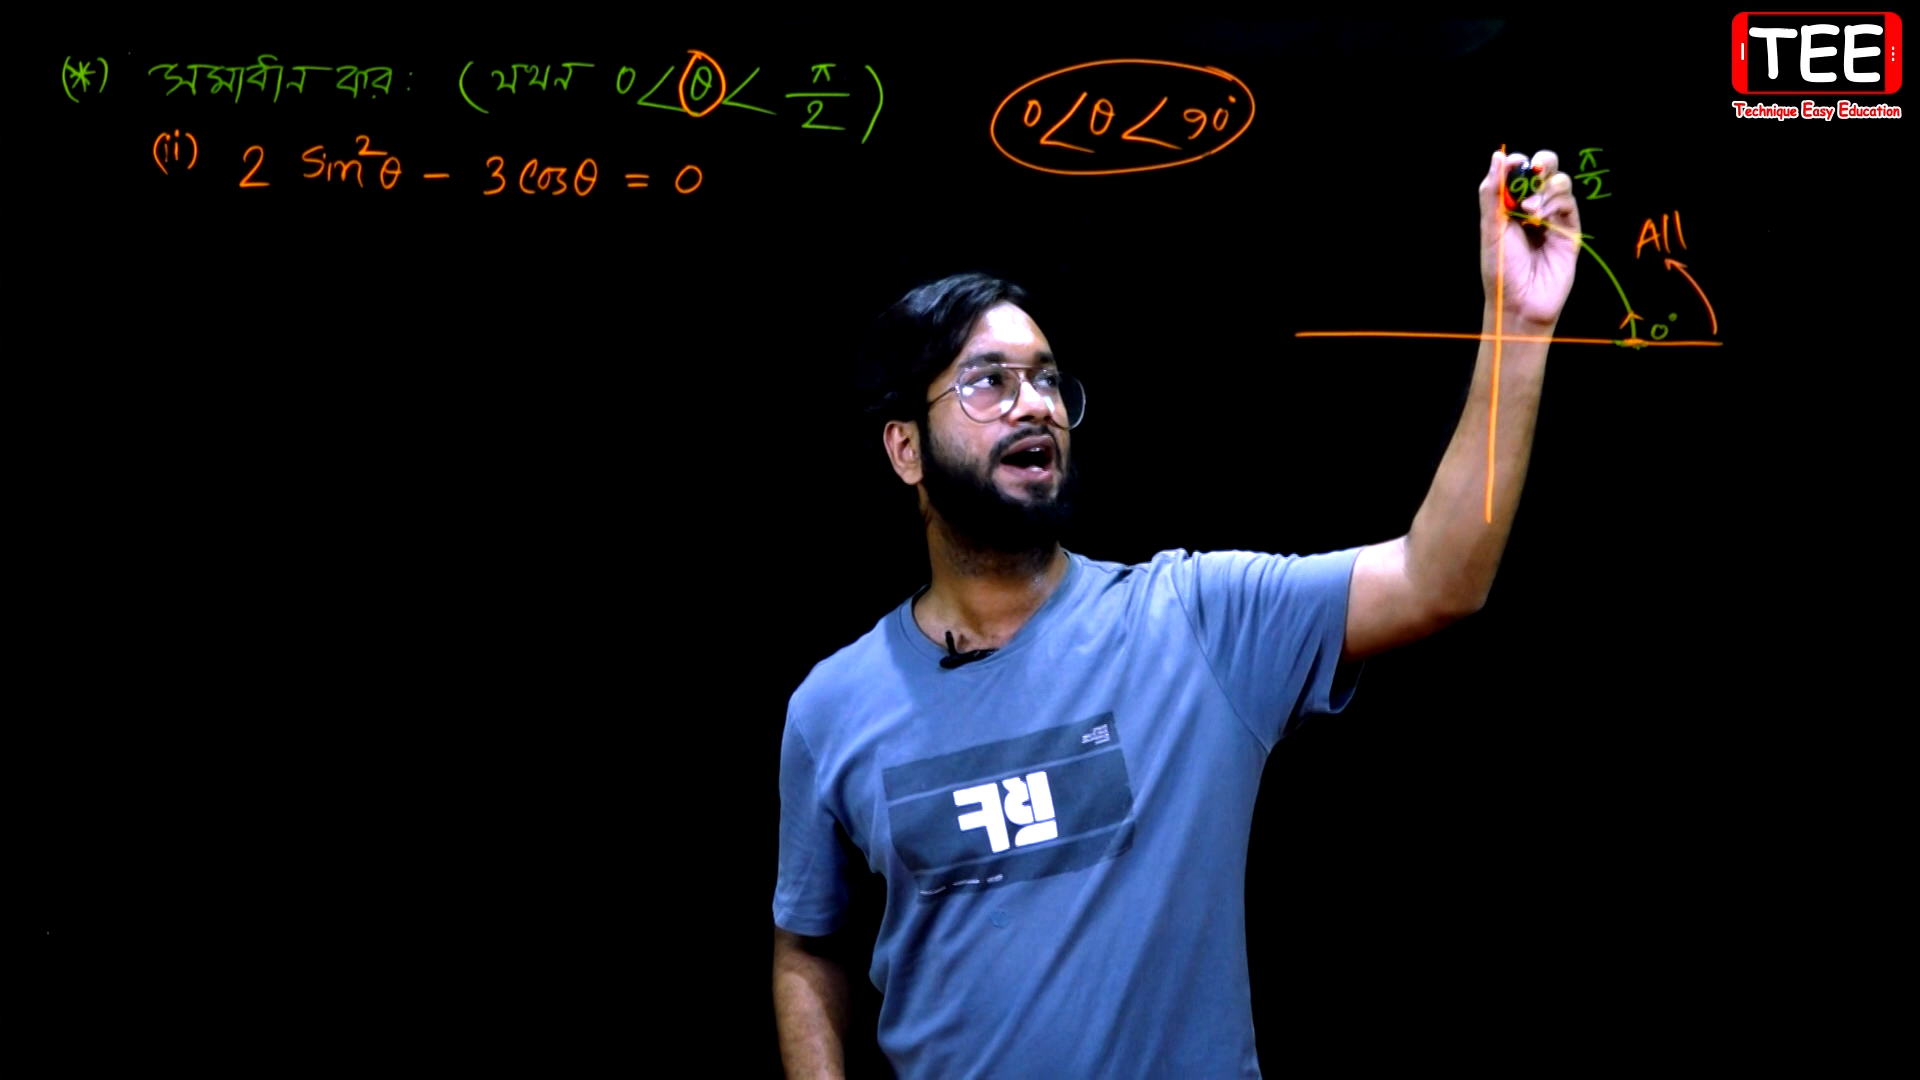 (*) সমাধান কর: (যখন 0 < θ < π/2)
(ii) 2 Sin²θ - 3 Cosθ = 0
0 < θ < 90°
TEE
Technique Easy Education
90° π/2
All
0°